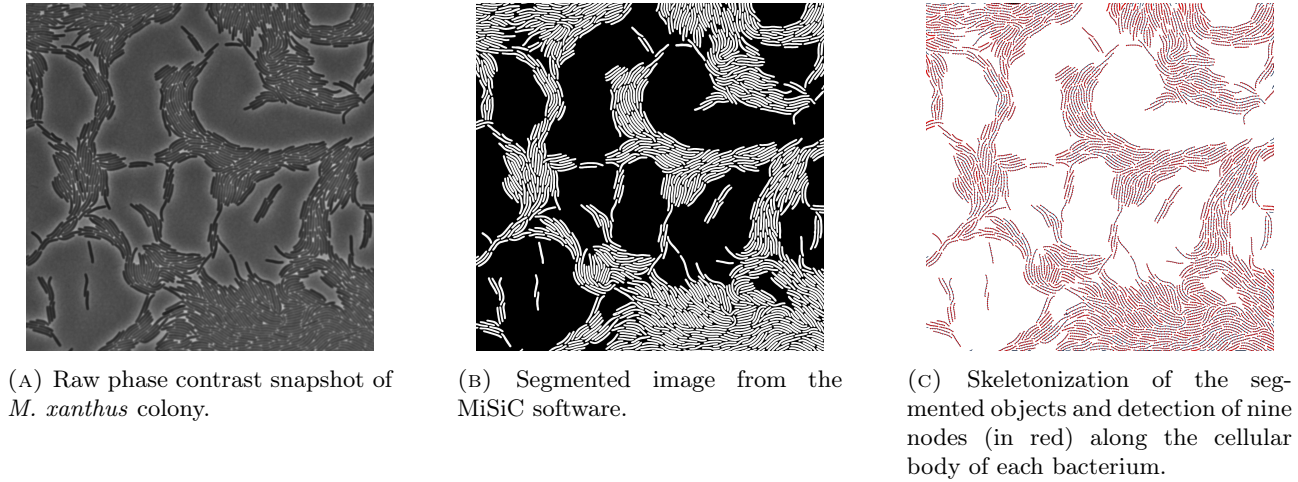 (A) Raw phase contrast snapshot of
M. xanthus colony.
(B) Segmented image from the
MiSiC software.
(C) Skeletonization of the seg-
mented objects and detection of nine
nodes (in red) along the cellular
body of each bacterium.